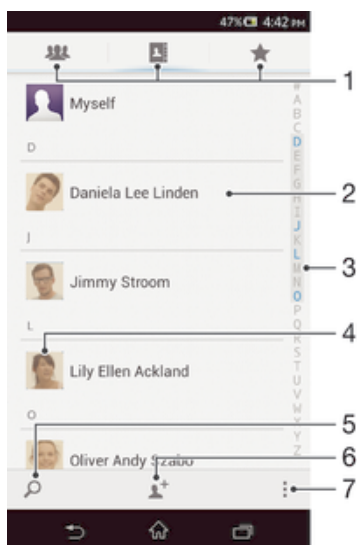 47% 4:42 PM
1
Myself
#
A
B
C
D
D
E
F
G
H
I
J
K
L
M
N
O
P
Q
R
S
T
U
V
W
X
Y
Z
Daniela Lee Linden
2
J
3
Jimmy Stroom
L
4
Lily Ellen Ackland
O
5
Oliver Andy Szabo
6
7